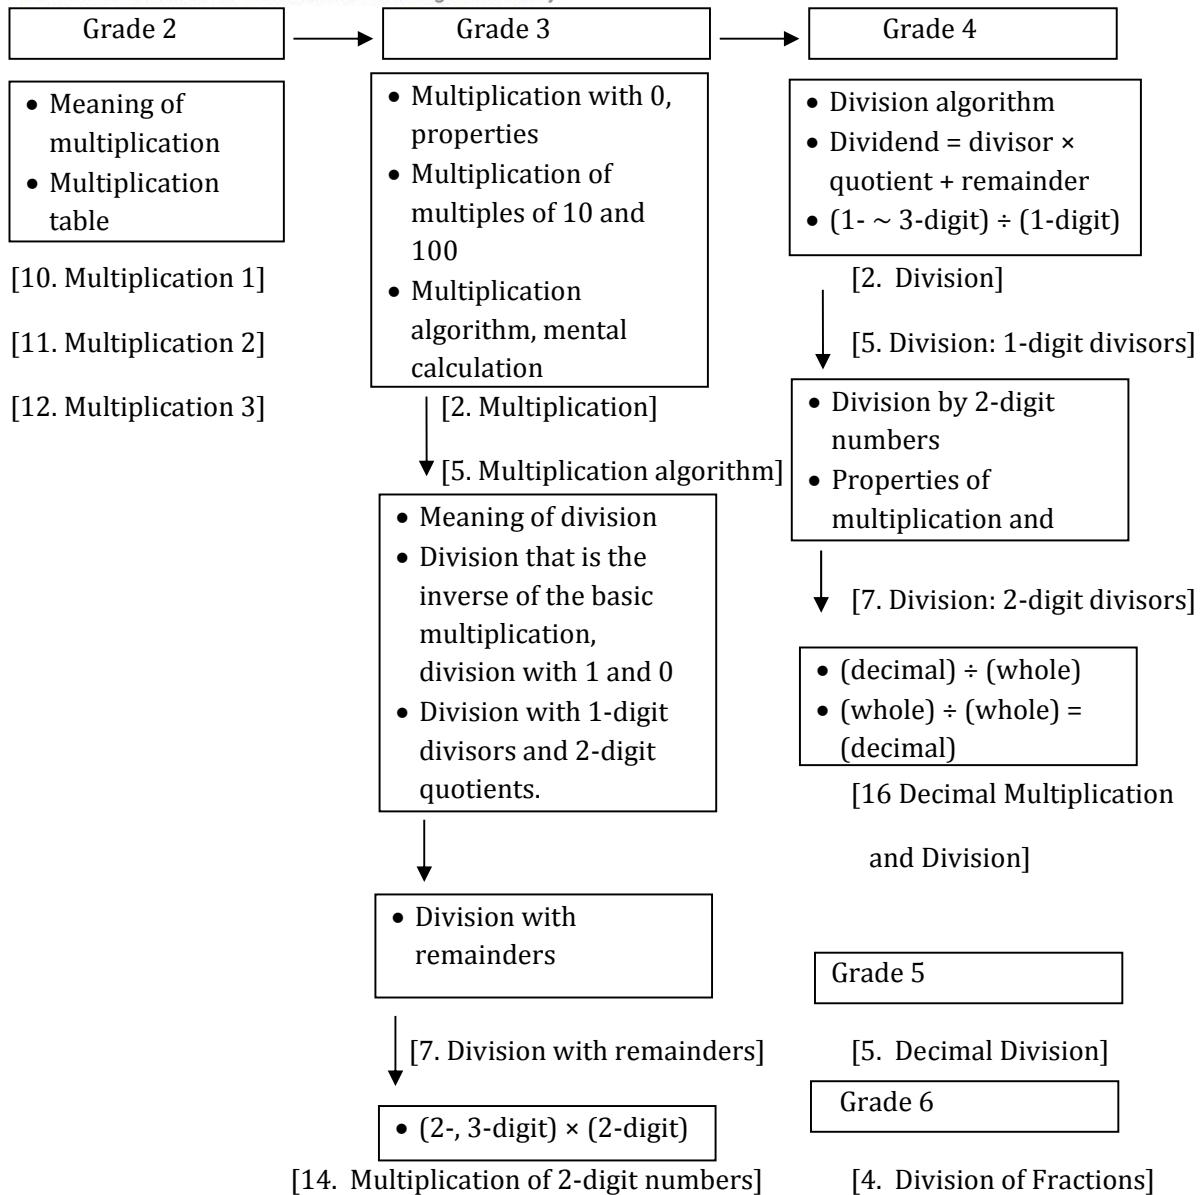 Grade 2
Grade 3
Grade 4
• Meaning of
multiplication
• Multiplication
table
[10. Multiplication 1]
[11. Multiplication 2]
[12. Multiplication 3]
• Multiplication with 0,
properties
• Multiplication of
multiples of 10 and
100
• Multiplication
algorithm, mental
calculation
[2. Multiplication]
[5. Multiplication algorithm]
• Meaning of division
• Division that is the
inverse of the basic
multiplication,
division with 1 and 0
• Division with 1-digit
divisors and 2-digit
quotients.
• Division with
remainders
[7. Division with remainders]
• (2-, 3-digit) × (2-digit)
[14. Multiplication of 2-digit numbers]
• Division algorithm
• Dividend = divisor ×
quotient + remainder
• (1- ~ 3-digit) ÷ (1-digit)
[2. Division]
[5. Division: 1-digit divisors]
• Division by 2-digit
numbers
• Properties of
multiplication and
[7. Division: 2-digit divisors]
• (decimal) ÷ (whole)
• (whole) ÷ (whole) =
(decimal)
[16 Decimal Multiplication
and Division]
Grade 5
[5. Decimal Division]
Grade 6
[4. Division of Fractions]